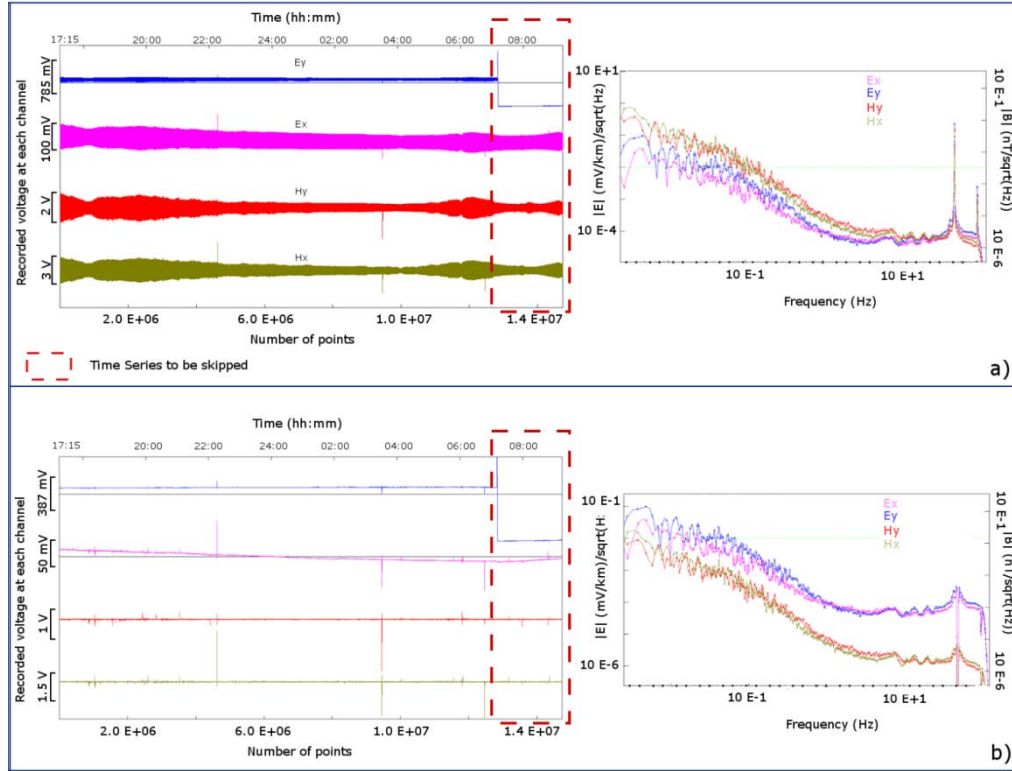 Time (hh:mm)
17:15 20:00 22:00 24:00 02:00 04:00 06:00 08:00
Recorded voltage at each channel
785 mV
100 mV
2 V
3 V
Ey
Ex
Hy
Hx
2.0 E+06 6.0 E+06 1.0 E+07 1.4 E+07
Number of points
Time Series to be skipped
10 E+1
10 E-4
|E| (mV/km)/sqrt(Hz)
Ex
Ey
Hy
Hx
10 E-1
10 E-6
|B| (nT/sqrt(Hz))
10 E-1 10 E+1
Frequency (Hz)
a)
Time (hh:mm)
17:15 20:00 22:00 24:00 02:00 04:00 06:00 08:00
Recorded voltage at each channel
387 mV
50 mV
1 V
1.5 V
2.0 E+06 6.0 E+06 1.0 E+07 1.4 E+07
Number of points
10 E-1
10 E-6
|E| (mV/km)/sqrt(H:
Ex
Ey
Hy
Hx
10 E-1
10 E-6
|B| (nT/sqrt(Hz))
10 E-1 10 E+1
Frequency (Hz)
b)